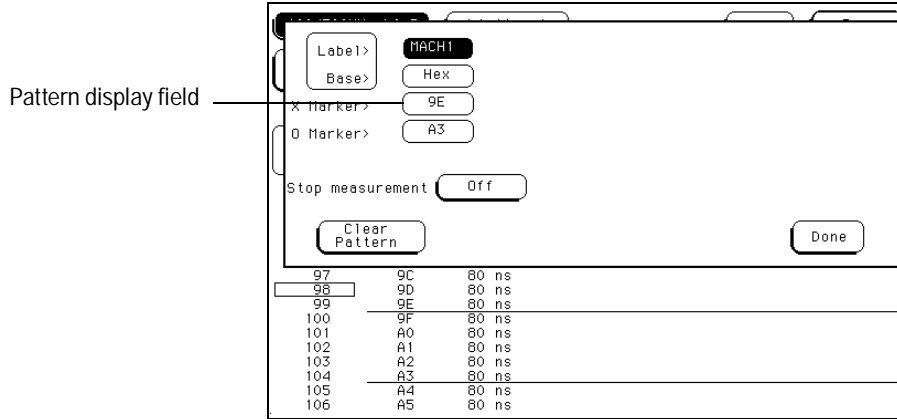 Label> MACH1
Base> Hex
Pattern display field
X Marker> 9E
O Marker> A3
Stop measurement Off
Clear
Pattern
Done
97 9C 80 ns
98 9D 80 ns
99 9E 80 ns
100 9F 80 ns
101 A0 80 ns
102 A1 80 ns
103 A2 80 ns
104 A3 80 ns
105 A4 80 ns
106 A5 80 ns